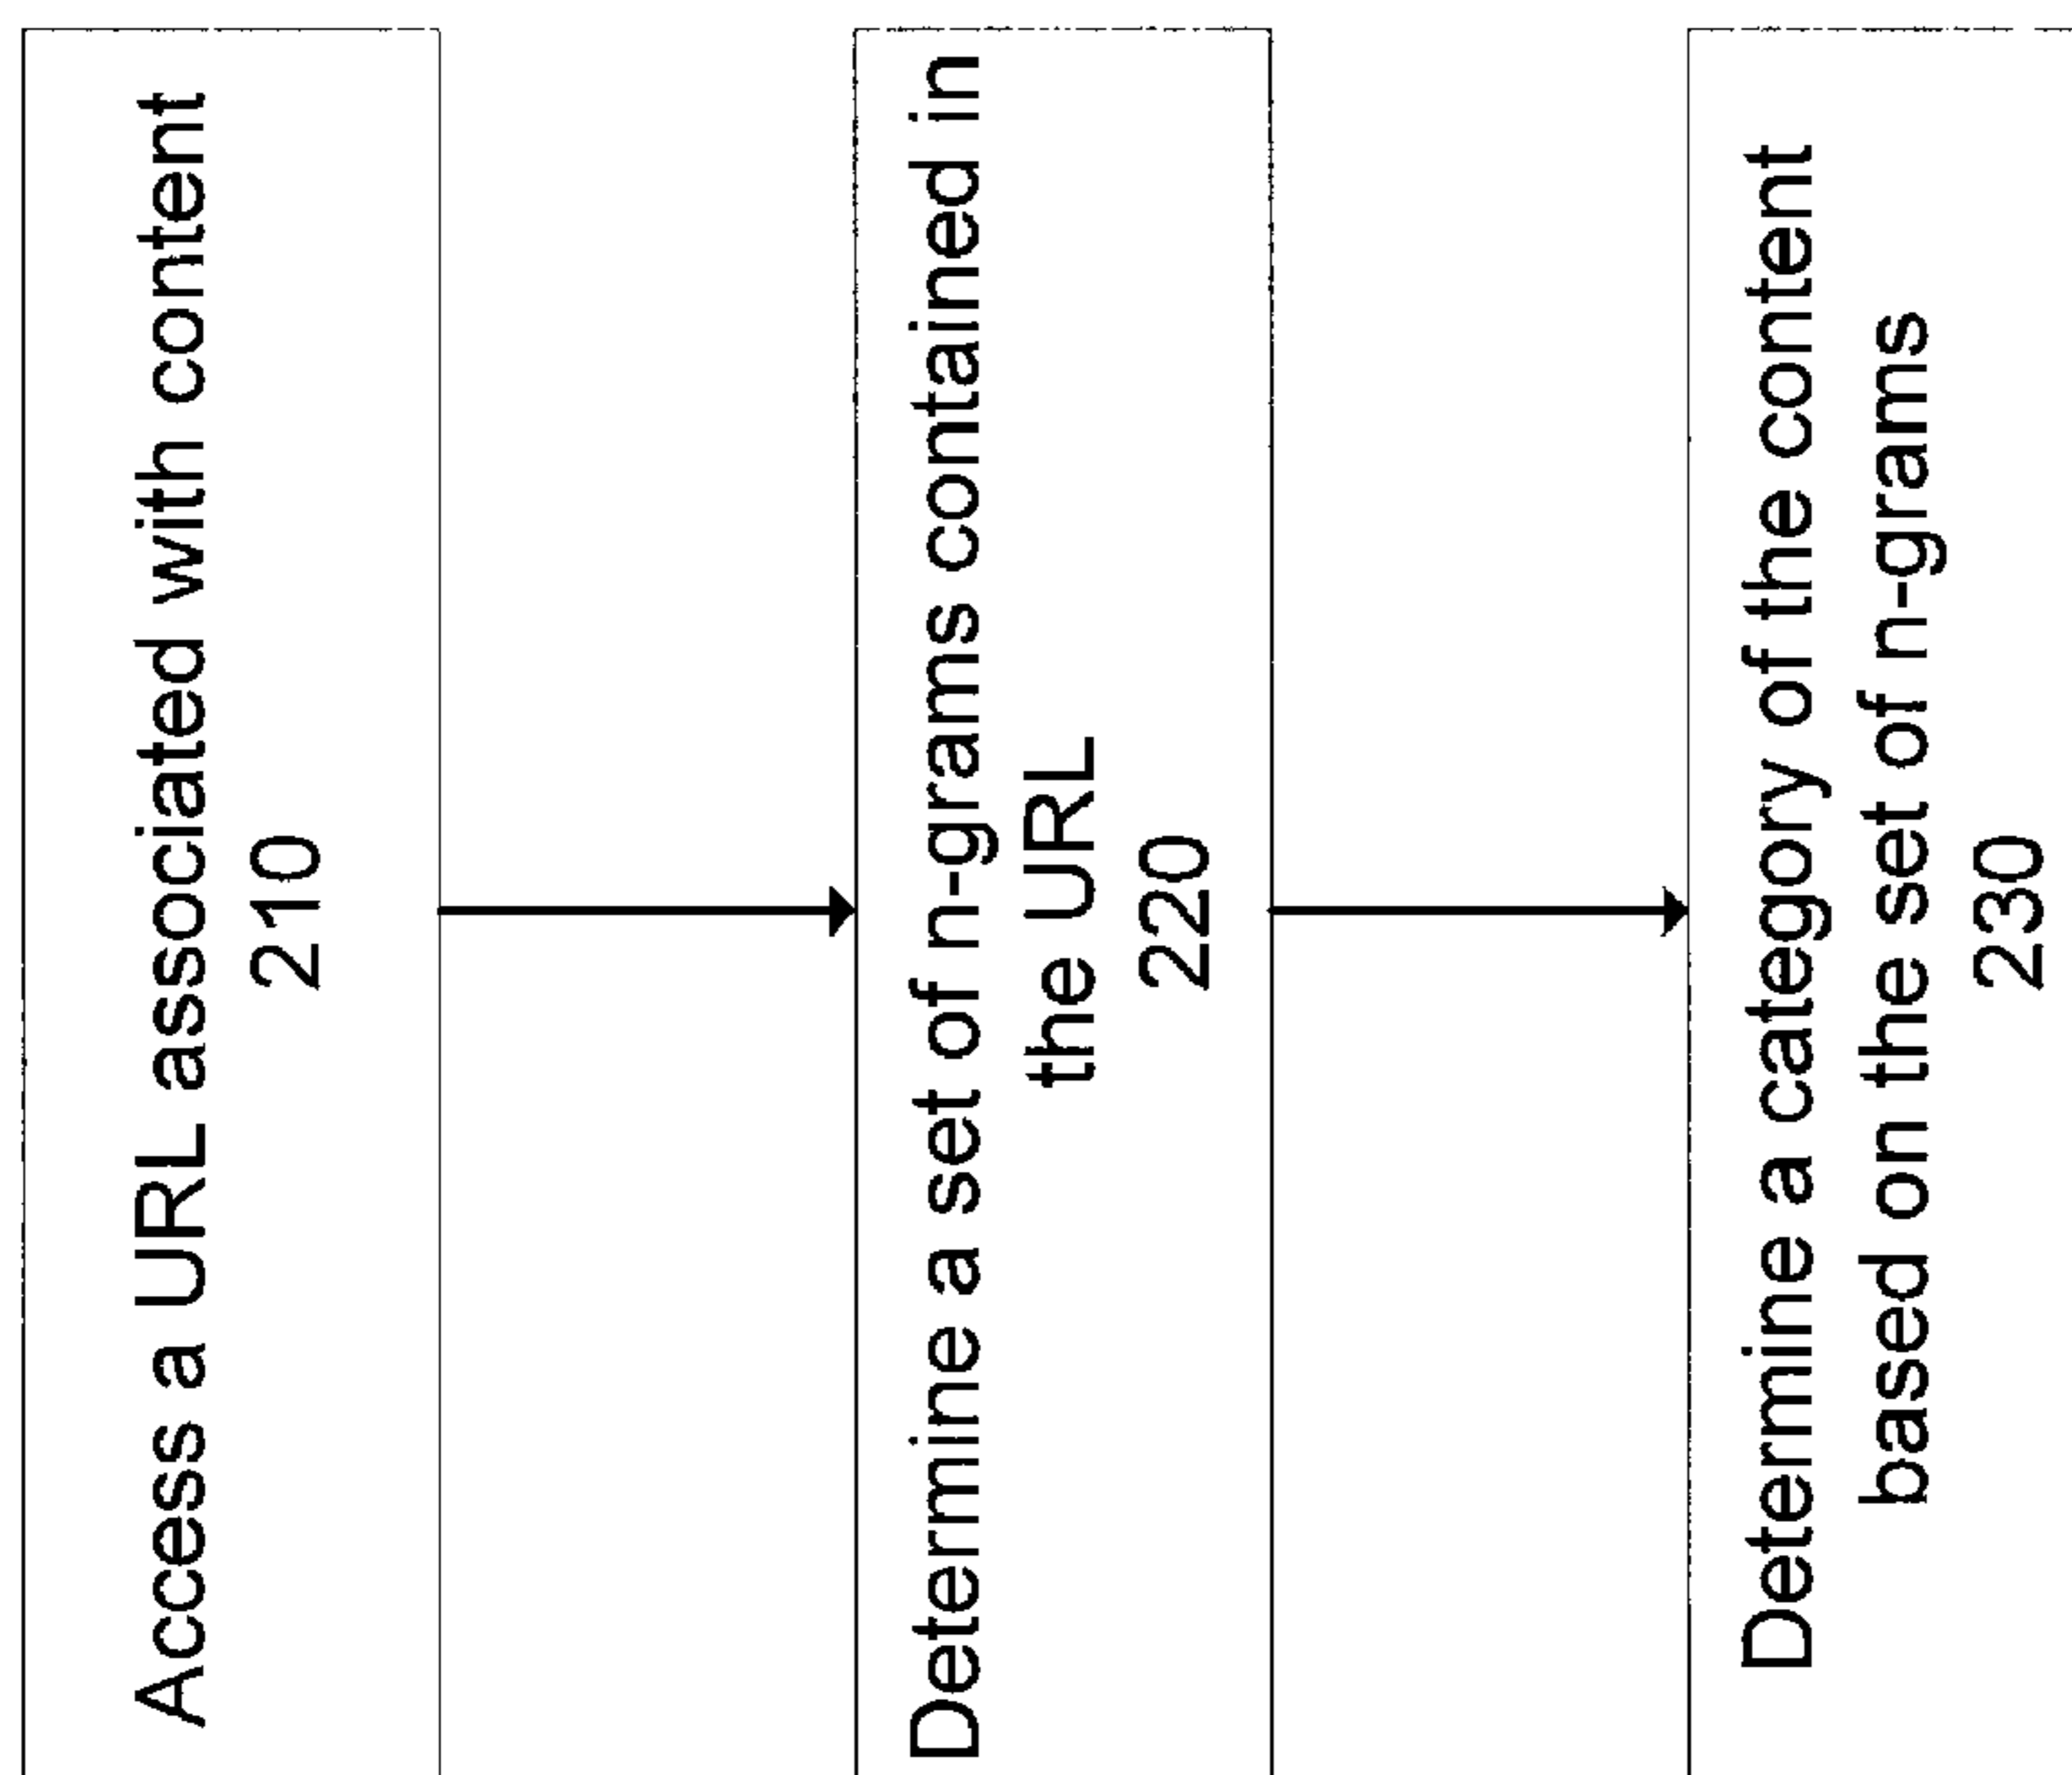 Access a URL associated with content
210
Determine a set of n-grams contained in
the URL
220
Determine a category of the content
based on the set of n-grams
230